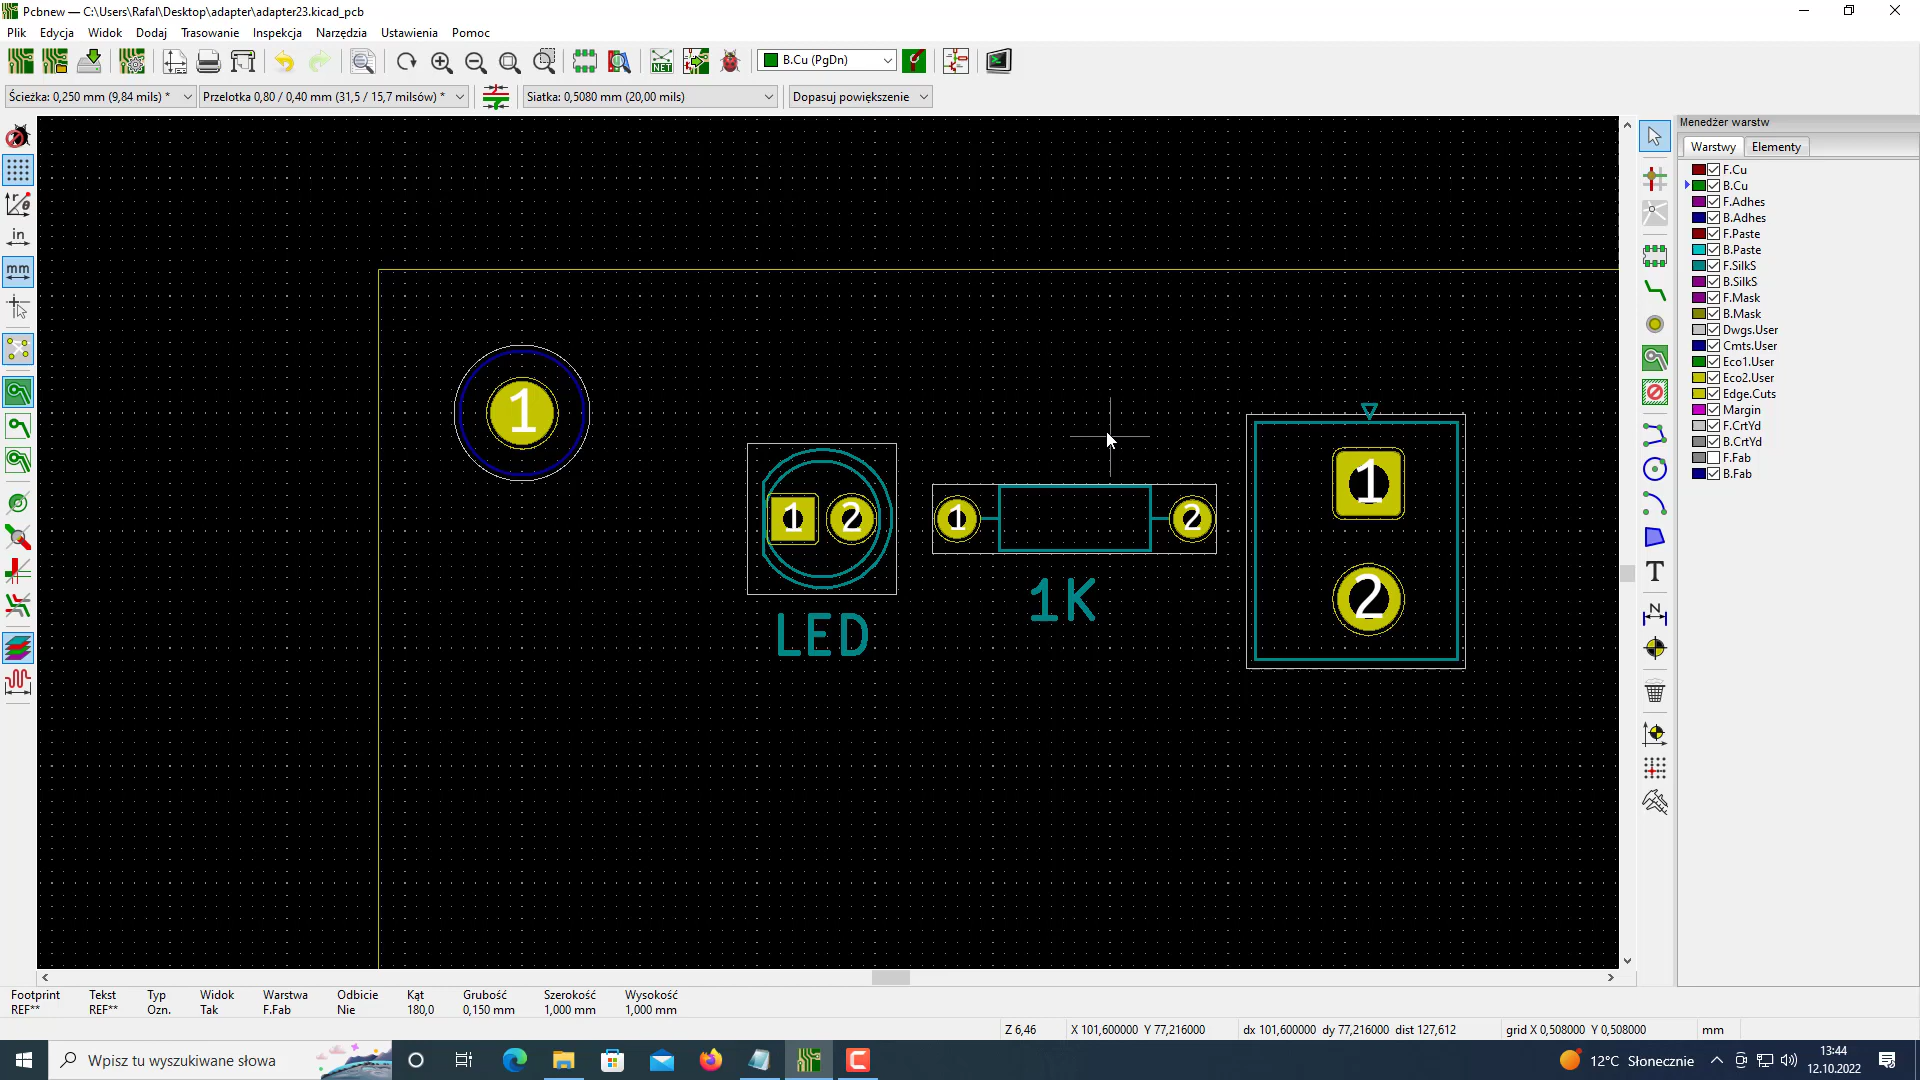 Pcbnew — C:\Users\Rafal\Desktop\adapter\adapter23.kicad_pcb
Plik Edycja Widok Dodaj Trasowanie Inspekcja Narzędzia Ustawienia Pomoc
NET B.Cu (PgDn)
Ścieżka: 0,250 mm (9,84 mils) * Przelotka 0,80 / 0,40 mm (31,5 / 15,7 milsów) * Siatka: 0,5080 mm (20,00 mils) Dopasuj powiększenie
in
mm
1
1 2
LED
1 2
1K
1
2
T
N
Menedżer warstw
Warstwy Elementy
F.Cu
B.Cu
F.Adhes
B.Adhes
F.Paste
B.Paste
F.SilkS
B.SilkS
F.Mask
B.Mask
Dwgs.User
Cmts.User
Eco1.User
Eco2.User
Edge.Cuts
Margin
F.CrtYd
B.CrtYd
F.Fab
B.Fab
Footprint Tekst Typ Widok Warstwa Odbicie Kąt Grubość Szerokość Wysokość
REF** REF** Ozn. Tak F.Fab Nie 180,0 0,150 mm 1,000 mm 1,000 mm
Z 6,46 X 101,600000 Y 77,216000 dx 101,600000 dy 77,216000 dist 127,612 grid X 0,508000 Y 0,508000 mm
Wpisz tu wyszukiwane słowa
12°C Słonecznie
13:44
12.10.2022